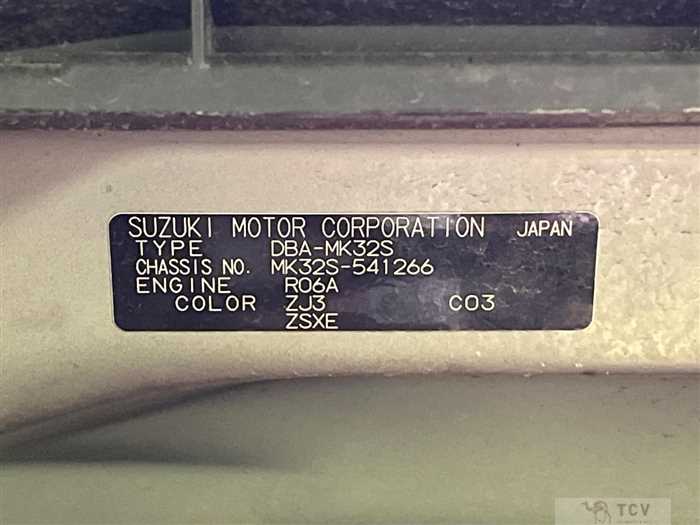 SUZUKI MOTOR CORPORATION JAPAN
TYPE DBA-MK32S
CHASSIS NO. MK32S-541266
ENGINE R06A
COLOR ZJ3 C03
ZSXE
TCV